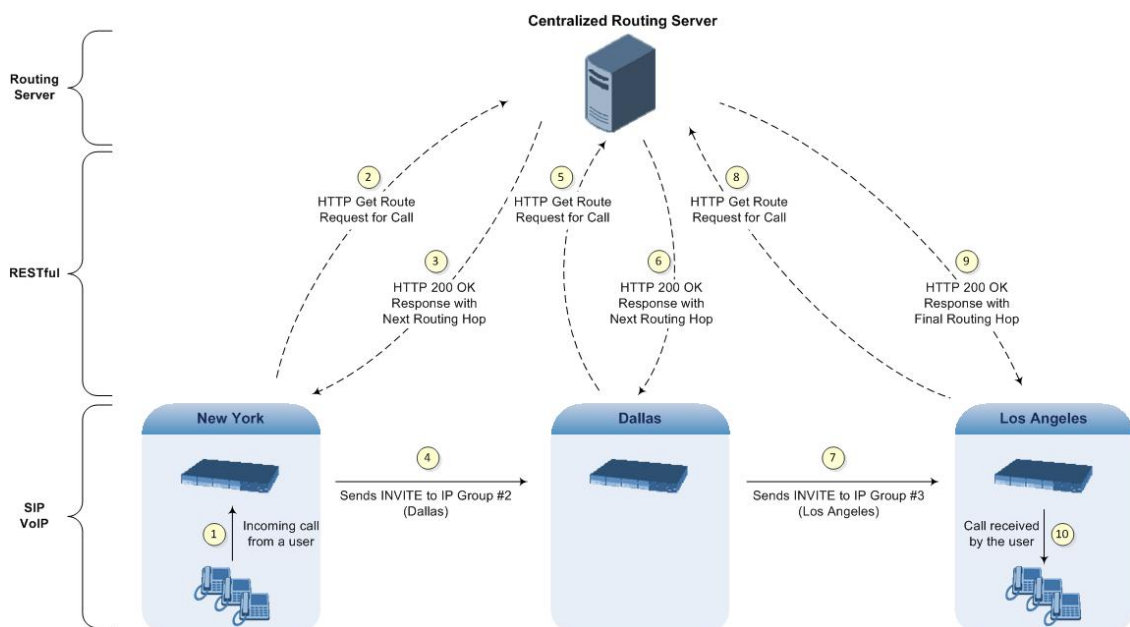 Centralized Routing Server
Routing
Server
2
HTTP Get Route
Request for Call
5
HTTP Get Route
Request for Call
8
HTTP Get Route
Request for Call
RESTful
3
HTTP 200 OK
Response with
Next Routing Hop
6
HTTP 200 OK
Response with
Next Routing Hop
9
HTTP 200 OK
Response with
Final Routing Hop
New York
Dallas
Los Angeles
4
Sends INVITE to IP Group #2
(Dallas)
7
Sends INVITE to IP Group #3
(Los Angeles)
SIP
VoIP
1
Incoming call
from a user
Call received
by the user
10